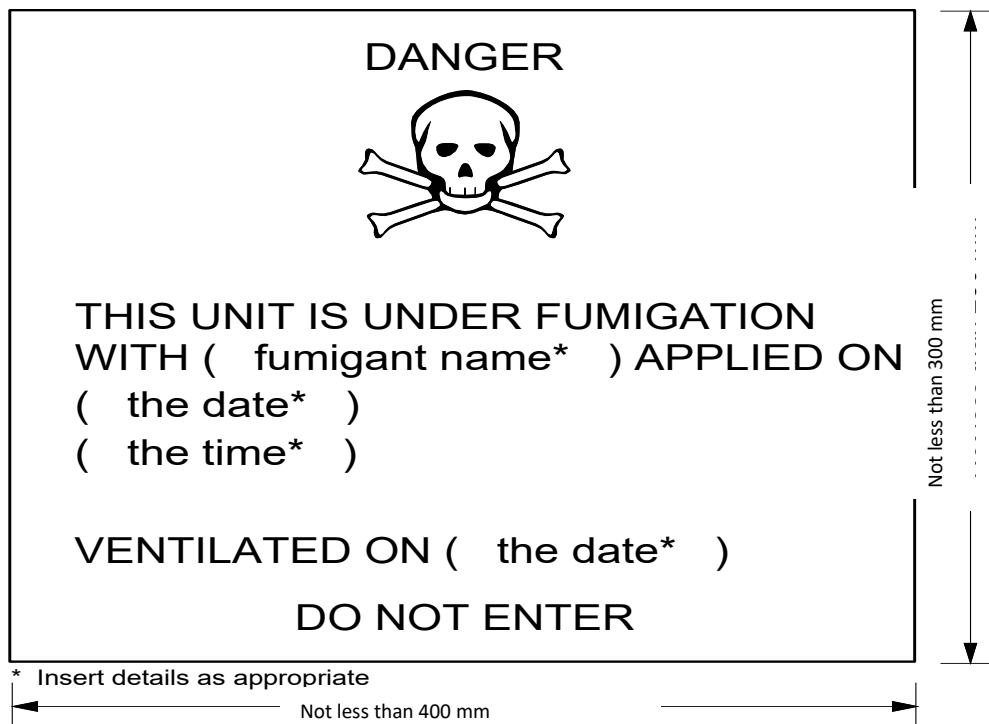 DANGER
THIS UNIT IS UNDER FUMIGATION
WITH ( fumigant name* ) APPLIED ON
( the date* )
( the time* )
VENTILATED ON ( the date* )
DO NOT ENTER
* Insert details as appropriate
Not less than 400 mm
Not less than 300 mm